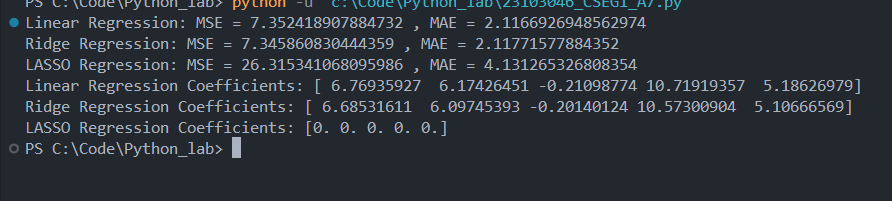 PS C:\Code\Python_lab> python -u "c:\Code\Python_lab\23103046_CSEG1_A7.py"
Linear Regression: MSE = 7.352418907884732 , MAE = 2.1166926948562974
Ridge Regression: MSE = 7.345860830444359 , MAE = 2.11771577884352
LASSO Regression: MSE = 26.315341068095986 , MAE = 4.131265326808354
Linear Regression Coefficients: [ 6.76935927  6.17426451 -0.21098774 10.71919357  5.18626979]
Ridge Regression Coefficients: [ 6.68531611  6.09745393 -0.20140124 10.57300904  5.10666569]
LASSO Regression Coefficients: [0. 0. 0. 0. 0.]
PS C:\Code\Python_lab>